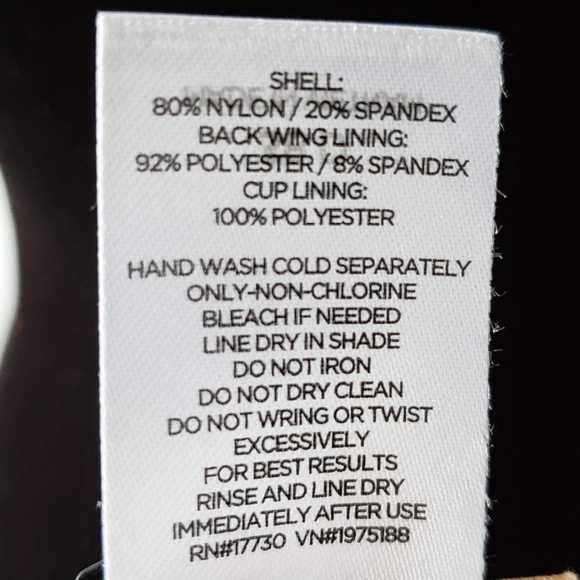 SHELL:
80% NYLON / 20% SPANDEX
BACK WING LINING:
92% POLYESTER / 8% SPANDEX
CUP LINING:
100% POLYESTER
HAND WASH COLD SEPARATELY
ONLY-NON-CHLORINE
BLEACH IF NEEDED
LINE DRY IN SHADE
DO NOT IRON
DO NOT DRY CLEAN
DO NOT WRING OR TWIST
EXCESSIVELY
FOR BEST RESULTS
RINSE AND LINE DRY
IMMEDIATELY AFTER USE
RN#17730 VN#1975188